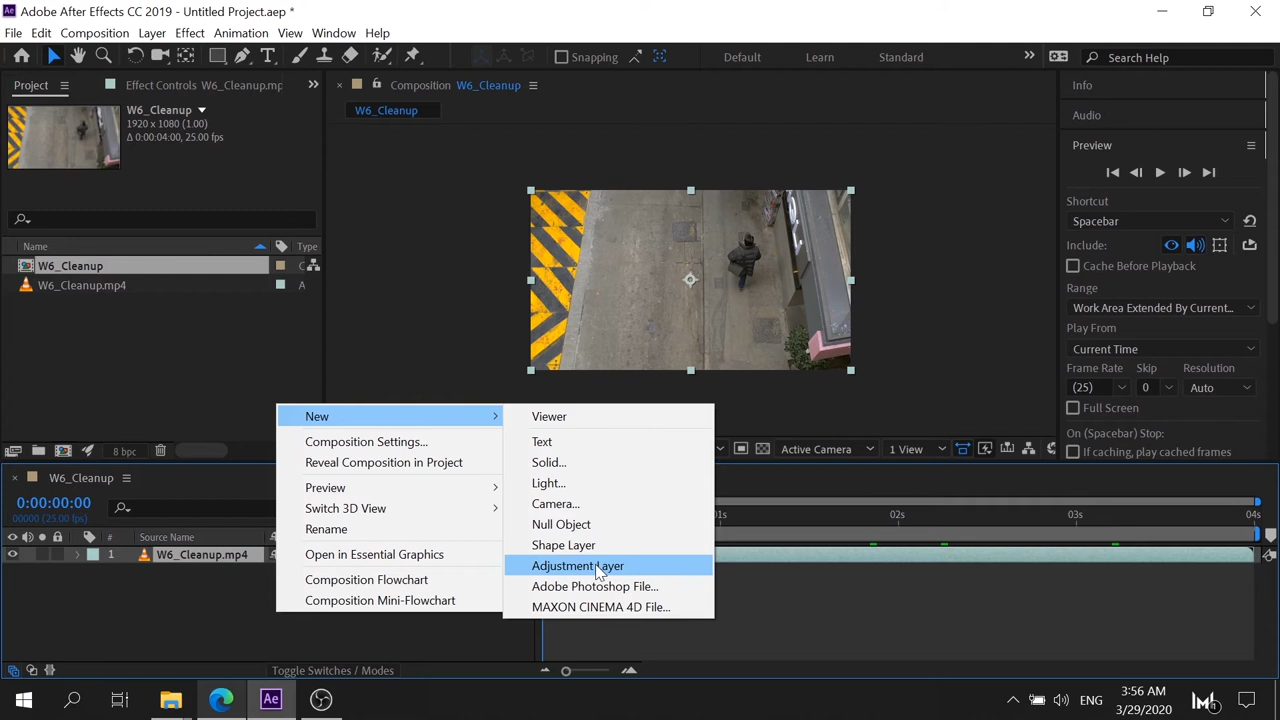 Adobe After Effects CC 2019 - Untitled Project.aep *
File Edit Composition Layer Effect Animation View Window Help
Snapping Default Learn Standard Search Help
Project Effect Controls W6_Cleanup.mp
Composition W6_Cleanup
W6_Cleanup
W6_Cleanup
1920 x 1080 (1.00)
Δ 0:00:04:00, 25.00 fps
Name Type
W6_Cleanup C
W6_Cleanup.mp4 A
8 bpc
Info
Audio
Preview
Shortcut
Spacebar
Include:
Cache Before Playback
Range
Work Area Extended By Current...
Play From
Current Time
Frame Rate Skip Resolution
(25) 0 Auto
Full Screen
On (Spacebar) Stop:
If caching, play cached frames
Active Camera 1 View
New
Composition Settings...
Reveal Composition in Project
Preview
Switch 3D View
Rename
Open in Essential Graphics
Composition Flowchart
Composition Mini-Flowchart
Viewer
Text
Solid...
Light...
Camera...
Null Object
Shape Layer
Adjustment Layer
Adobe Photoshop File...
MAXON CINEMA 4D File...
W6_Cleanup
0:00:00:00
00000 (25.00 fps)
# Source Name
1 W6_Cleanup.mp4
01s 02s 03s 04s
Toggle Switches / Modes
ENG
3:56 AM
3/29/2020